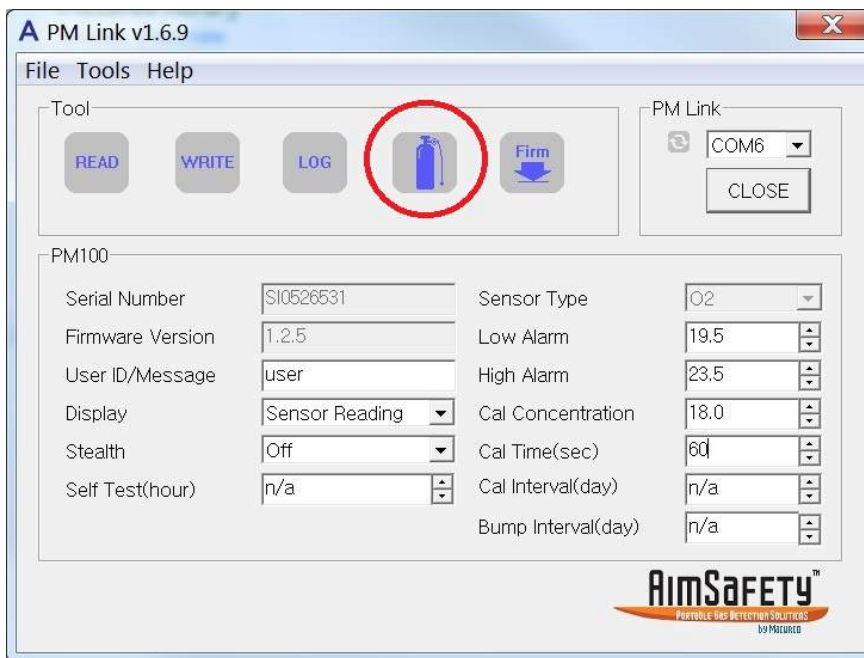 A PM Link v1.6.9
File Tools Help
Tool
READ WRITE LOG Firm
PM Link
COM6
CLOSE
PM100
Serial Number SI0526531
Firmware Version 1.2.5
User ID/Message user
Display Sensor Reading
Stealth Off
Self Test(hour) n/a
Sensor Type O2
Low Alarm 19.5
High Alarm 23.5
Cal Concentration 18.0
Cal Time(sec) 60
Cal Interval(day) n/a
Bump Interval(day) n/a
AimSafety™
Portable Gas Detection Solutions
by Macurco